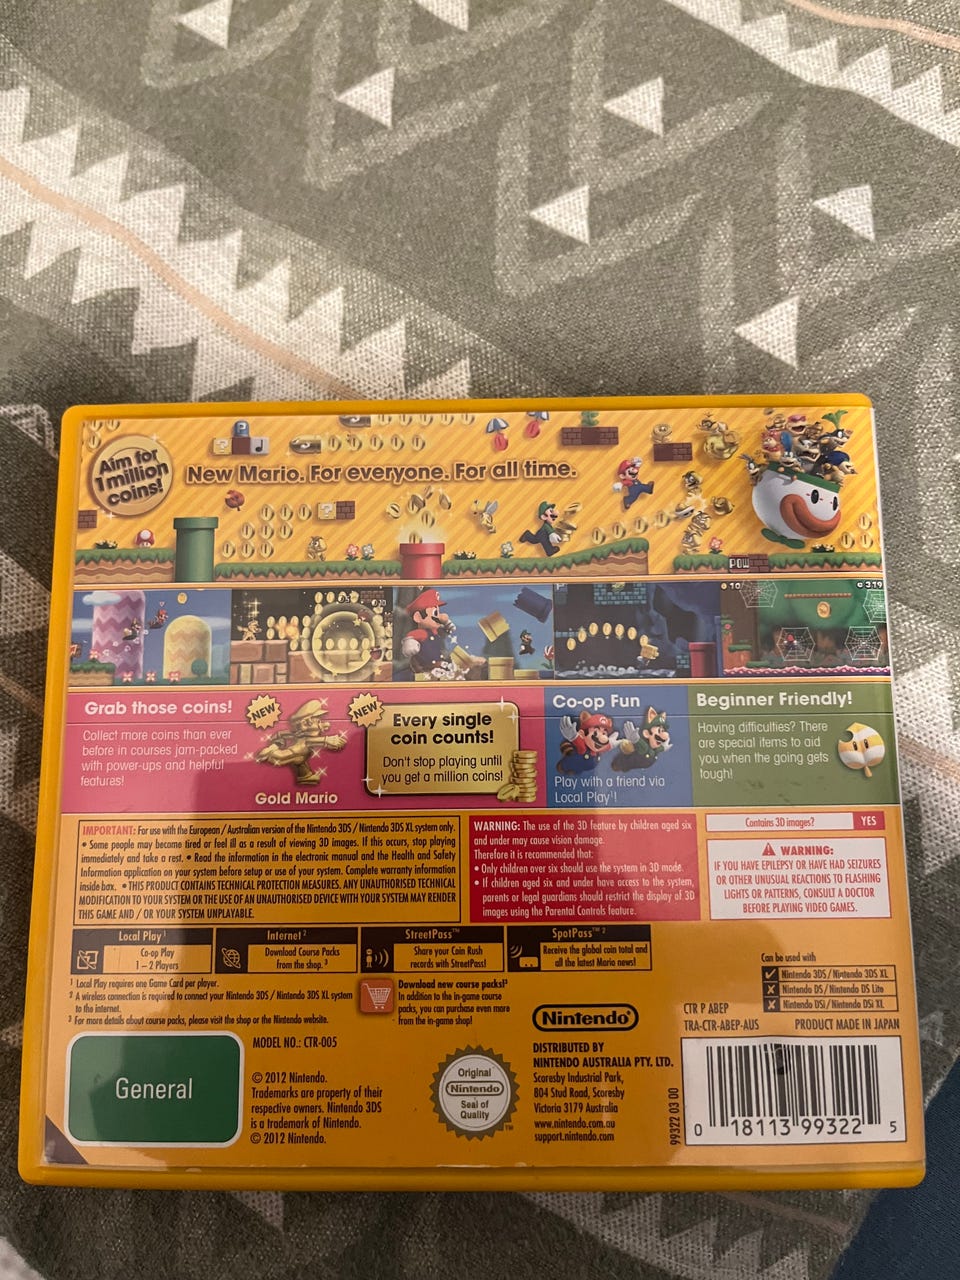 Aim for
1 million
coins!
New Mario. For everyone. For all time.
POW
Grab those coins!
Collect more coins than ever
before in courses jam-packed
with power-ups and helpful
features!
NEW
Gold Mario
NEW
Every single
coin counts!
Don't stop playing until
you get a million coins!
Co-op Fun
Play with a friend via
Local Play¹!
Beginner Friendly!
Having difficulties? There
are special items to aid
you when the going gets
tough!
IMPORTANT: For use with the European / Australian version of the Nintendo 3DS / Nintendo 3DS XL system only.
• Some people may become tired or feel ill as a result of viewing 3D images. If this occurs, stop playing
immediately and take a rest. • Read the information in the electronic manual and the Health and Safety
Information application on your system before setup or use of your system. Complete warranty information
inside box. • THIS PRODUCT CONTAINS TECHNICAL PROTECTION MEASURES. ANY UNAUTHORISED TECHNICAL
MODIFICATION TO YOUR SYSTEM OR THE USE OF AN UNAUTHORISED DEVICE WITH YOUR SYSTEM MAY RENDER
THIS GAME AND / OR YOUR SYSTEM UNPLAYABLE.
WARNING: The use of the 3D feature by children aged six
and under may cause vision damage.
Therefore it is recommended that:
• Only children over six should use the system in 3D mode.
• If children aged six and under have access to the system,
parents or legal guardians should restrict the display of 3D
images using the Parental Controls feature.
Contains 3D images? YES
WARNING:
IF YOU HAVE EPILEPSY OR HAVE HAD SEIZURES
OR OTHER UNUSUAL REACTIONS TO FLASHING
LIGHTS OR PATTERNS, CONSULT A DOCTOR
BEFORE PLAYING VIDEO GAMES.
Local Play¹
Co-op Play
1 – 2 Players
Internet²
Download Course Packs
from the shop.³
StreetPass™
Share your Coin Rush
records with StreetPass!
SpotPass™ ²
Receive the global coin total and
all the latest Mario news!
¹ Local Play requires one Game Card per player.
² A wireless connection is required to connect your Nintendo 3DS / Nintendo 3DS XL system
to the internet.
³ For more details about course packs, please visit the shop or the Nintendo website.
Download new course packs!³
In addition to the in-game course
packs, you can purchase even more
from the in-game shop!
Can be used with
Nintendo 3DS / Nintendo 3DS XL
Nintendo DS / Nintendo DS Lite
Nintendo DSi / Nintendo DSi XL
CTR P ABEP
TRA-CTR-ABEP-AUS PRODUCT MADE IN JAPAN
General
MODEL NO.: CTR-005
© 2012 Nintendo.
Trademarks are property of their
respective owners. Nintendo 3DS
is a trademark of Nintendo.
© 2012 Nintendo.
Original
Nintendo
Seal of
Quality
TM
Nintendo®
DISTRIBUTED BY
NINTENDO AUSTRALIA PTY. LTD.
Scoresby Industrial Park,
804 Stud Road, Scoresby
Victoria 3179 Australia
www.nintendo.com.au
support.nintendo.com
99322 03 00
0 18113 99322 5